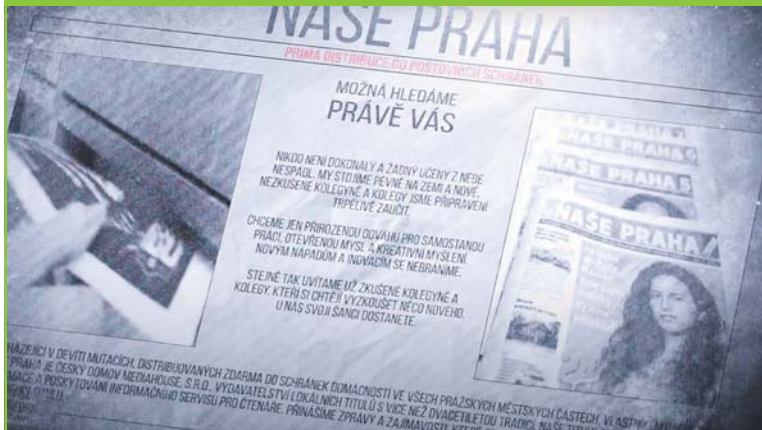 NAŠE PRAHA
PŘÍMÁ DISTRIBUCE DO POŠTOVNÍCH SCHRÁNEK
MOŽNÁ HLEDÁME
PRÁVĚ VÁS
NIKDO NENÍ DOKONALÝ A ŽÁDNÝ UČENÝ Z NEBE
NESPADL. MY STOJÍME PEVNĚ NA ZEMI A NOVÉ,
NEZKUŠENÉ KOLEGYNĚ A KOLEGY JSME PŘIPRAVENI
TRPĚLIVĚ ZAUČIT.
CHCEME JEN PŘIROZENOU ODVAHU PRO SAMOSTANOU
PRÁCI, OTEVŘENOU MYSL A KREATIVNÍ MYŠLENÍ
NOVÝM NÁPADŮM A INOVACÍM SE NEBRÁNÍME.
STEJNĚ TAK UVÍTÁME UŽ ZKUŠENÉ KOLEGYNĚ A
KOLEGY, KTEŘÍ SI CHTĚJÍ VYZKOUŠET NĚCO NOVÉHO.
U NÁS SVOJI ŠANCI DOSTANETE.
NAŠE PRAHA 6
NAŠE PRAHA 5
NAŠE PRAHA
V DEVÍTI MUTACÍCH, DISTRIBUOVANÝCH ZDARMA DO SCHRÁNEK DOMÁCNOSTÍ VE VŠECH PRAŽSKÝCH MĚSTSKÝCH ČÁSTECH.
PRAHA JE ČESKÝ DOMOV MEDIAHOUSE, S.R.O., VYDAVATELSTVÍ LOKÁLNÍCH TITULŮ S VÍCE NEŽ DVACETILETOU TRADICÍ. NAŠE
A POSKYTOVÁNÍ INFORMAČNÍHO SERVISU PRO ČTENÁŘE. PŘINÁŠÍME ZPRÁVY A ZAJÍMAVOSTI,